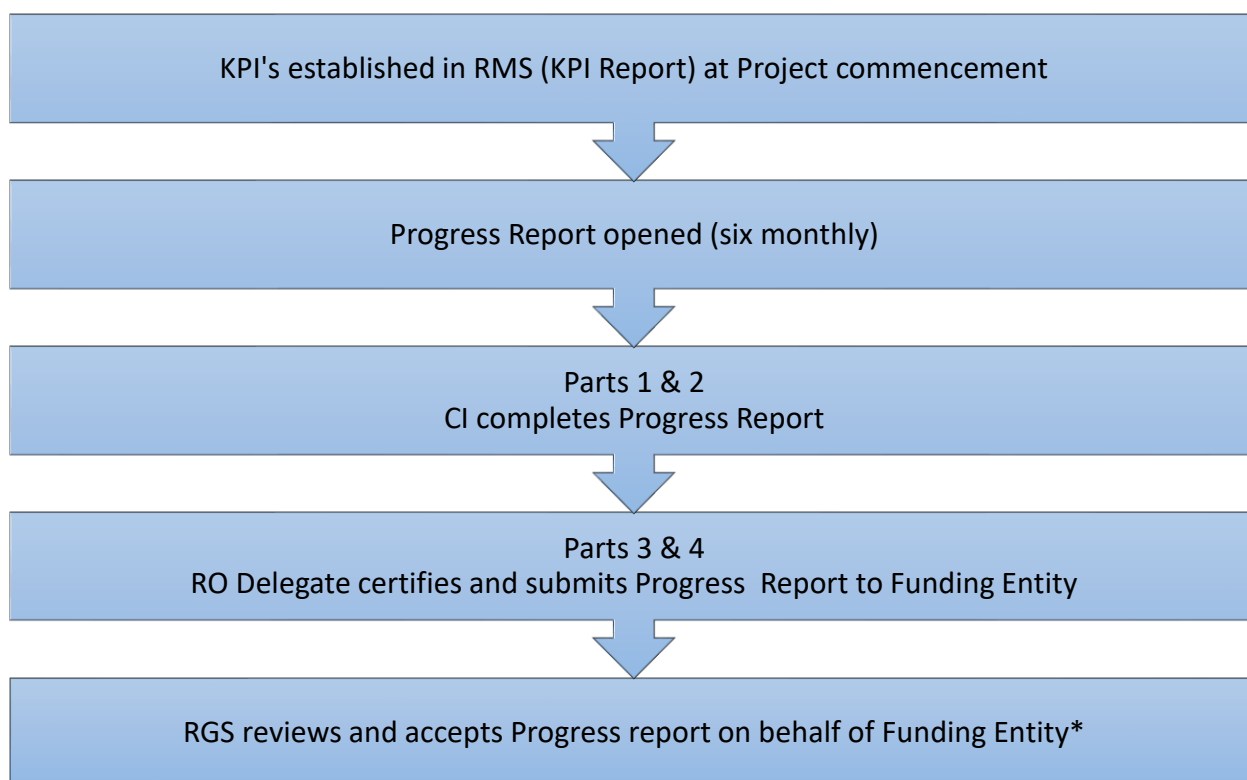 KPI's established in RMS (KPI Report) at Project commencement
Progress Report opened (six monthly)
Parts 1 & 2
CI completes Progress Report
Parts 3 & 4
RO Delegate certifies and submits Progress  Report to Funding Entity
RGS reviews and accepts Progress report on behalf of Funding Entity*